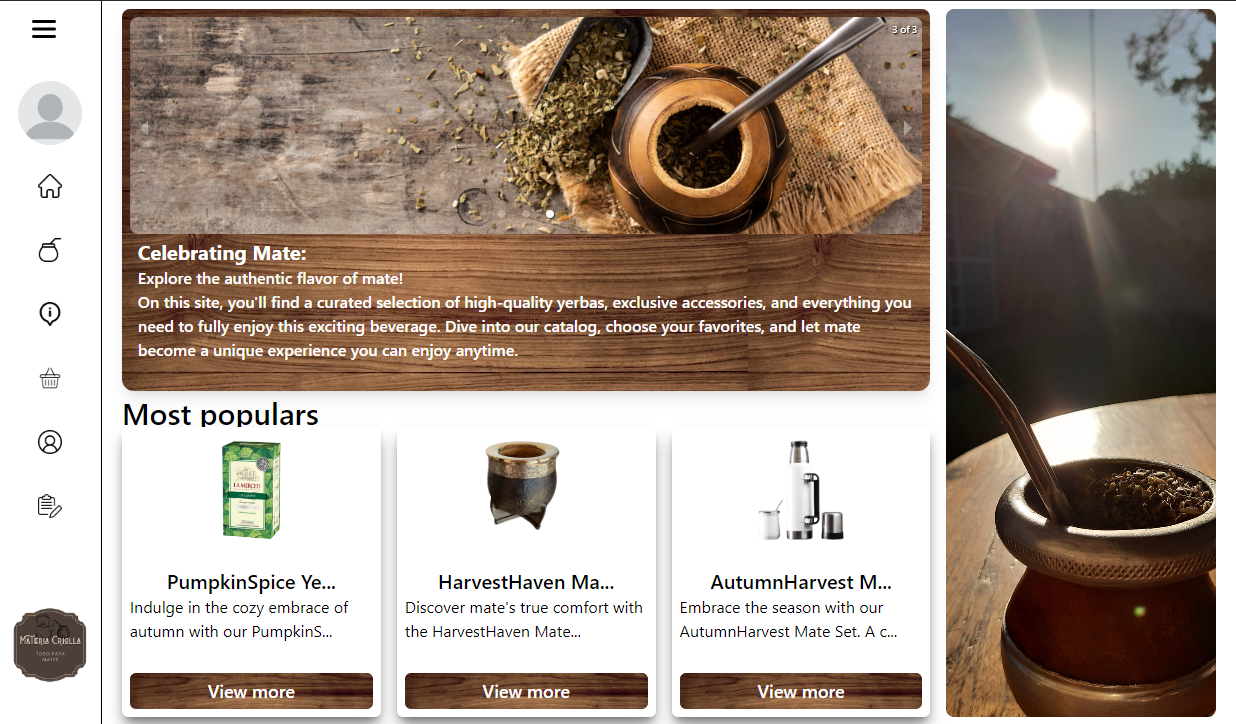 3 of 3
Celebrating Mate:
Explore the authentic flavor of mate!
On this site, you'll find a curated selection of high-quality yerbas, exclusive accessories, and everything you
need to fully enjoy this exciting beverage. Dive into our catalog, choose your favorites, and let mate
become a unique experience you can enjoy anytime.
Most populars
LA MERCED
PumpkinSpice Ye...
Indulge in the cozy embrace of
autumn with our PumpkinS...
View more
HarvestHaven Ma...
Discover mate's true comfort with
the HarvestHaven Mate...
View more
AutumnHarvest M...
Embrace the season with our
AutumnHarvest Mate Set. A c...
View more
MATERIA CRIOLLA
TODO PARA
MATES